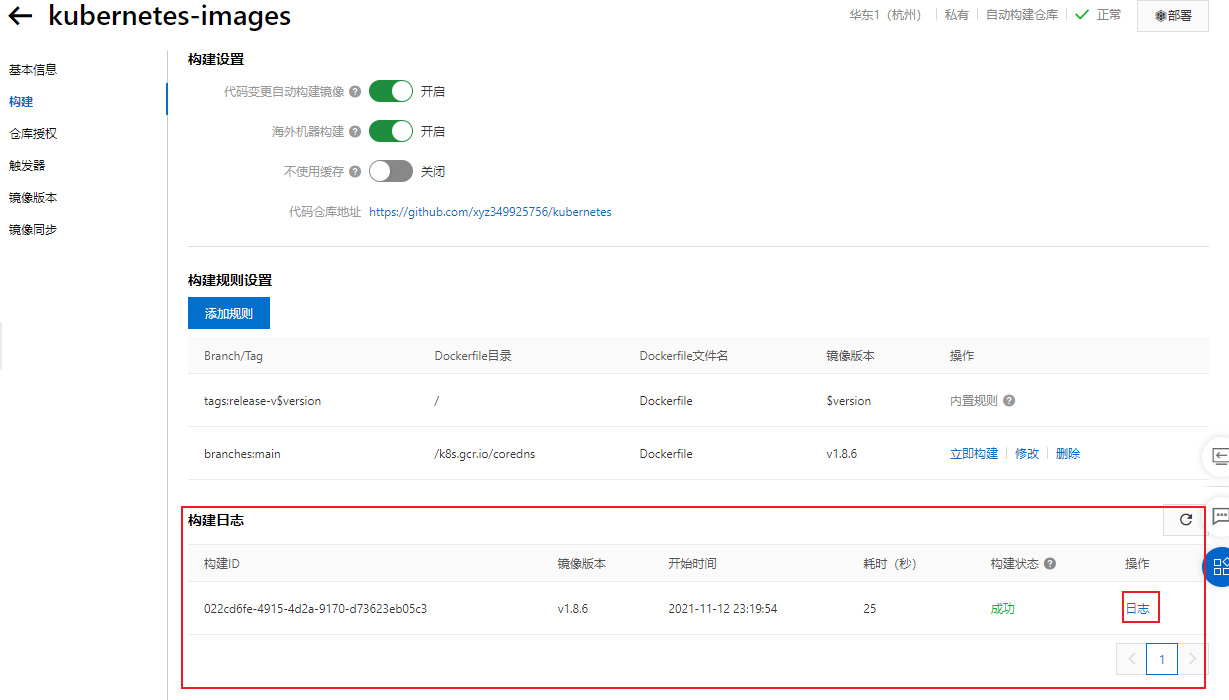 kubernetes-images
华东1（杭州） 私有 自动构建仓库 正常 部署
基本信息
构建
仓库授权
触发器
镜像版本
镜像同步
构建设置
代码变更自动构建镜像 ? 开启
海外机器构建 ? 开启
不使用缓存 ? 关闭
代码仓库地址 https://github.com/xyz349925756/kubernetes
构建规则设置
添加规则
Branch/Tag Dockerfile目录 Dockerfile文件名 镜像版本 操作
tags:release-v$version / Dockerfile $version 内置规则 ?
branches:main /k8s.gcr.io/coredns Dockerfile v1.8.6 立即构建 修改 删除
构建日志
构建ID 镜像版本 开始时间 耗时（秒） 构建状态 ? 操作
022cd6fe-4915-4d2a-9170-d73623eb05c3 v1.8.6 2021-11-12 23:19:54 25 成功 日志
1